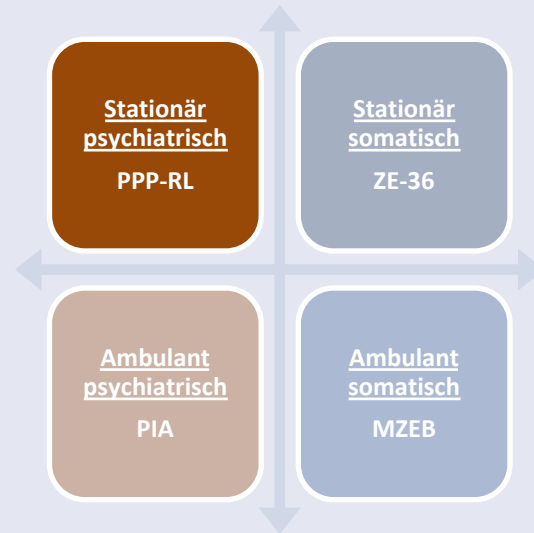 Stationär
psychiatrisch
PPP-RL
Stationär
somatisch
ZE-36
Ambulant
psychiatrisch
PIA
Ambulant
somatisch
MZEB